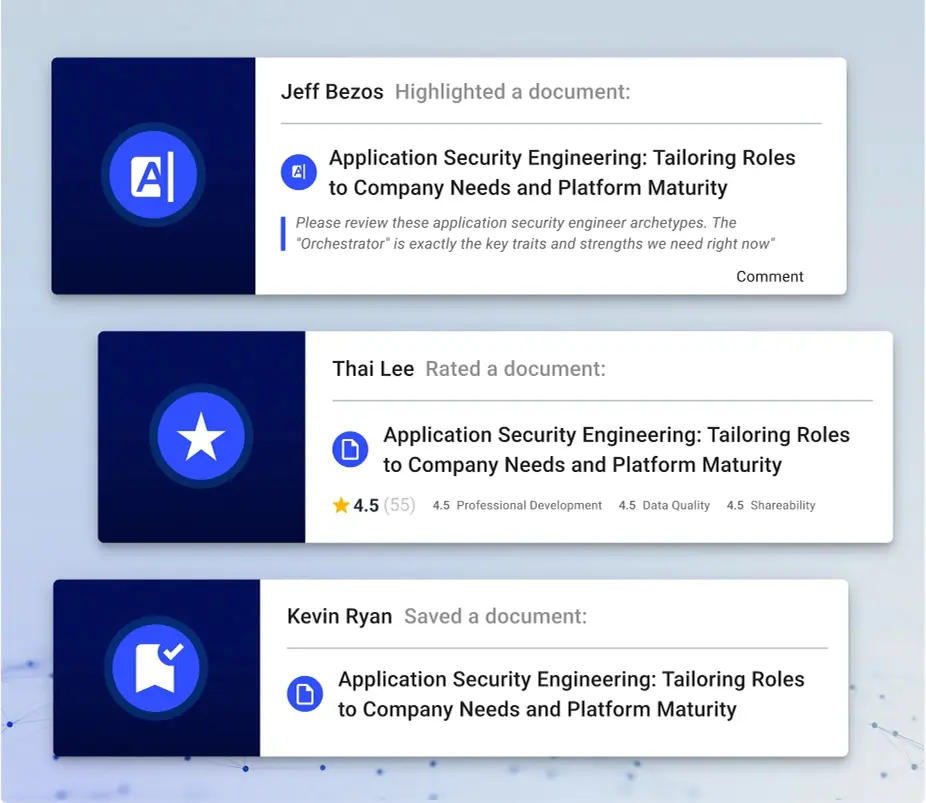 Jeff Bezos Highlighted a document:
A
Application Security Engineering: Tailoring Roles
A
to Company Needs and Platform Maturity
Please review these application security engineer archetypes. The
"Orchestrator" is exactly the key traits and strengths we need right now"
Comment
Thai Lee Rated a document:
Application Security Engineering: Tailoring Roles
to Company Needs and Platform Maturity
4.5 (55) 4.5 Professional Development 4.5 Data Quality 4.5 Shareability
Kevin Ryan Saved a document:
Application Security Engineering: Tailoring Roles
to Company Needs and Platform Maturity